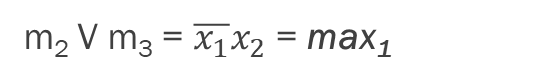 m₂ V m₃ = x̅₁x₂ = max₁